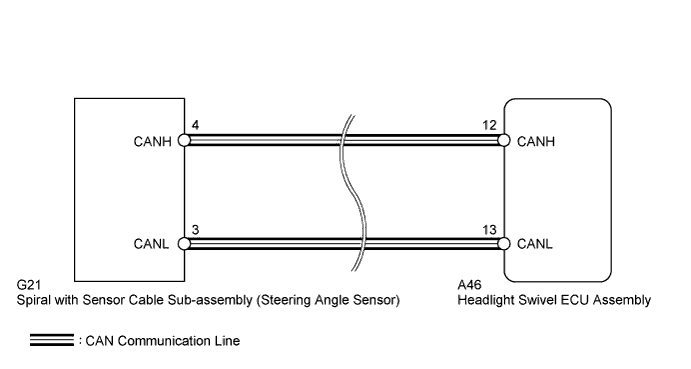 4
12
CANH
CANH
3
13
CANL
CANL
G21
Spiral with Sensor Cable Sub-assembly (Steering Angle Sensor)
A46
Headlight Swivel ECU Assembly
: CAN Communication Line